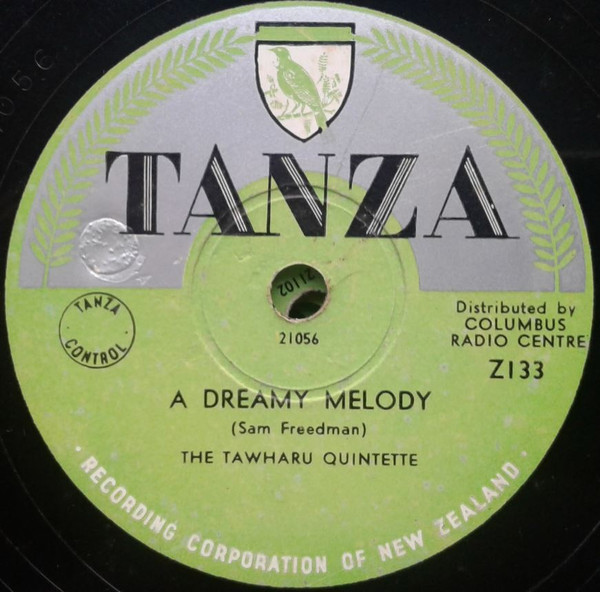 TANZA
21102
21056
TANZA
CONTROL
Distributed by
COLUMBUS
RADIO CENTRE
Z133
A DREAMY MELODY
(Sam Freedman)
THE TAWHARU QUINTETTE
· RECORDING CORPORATION OF NEW ZEALAND ·